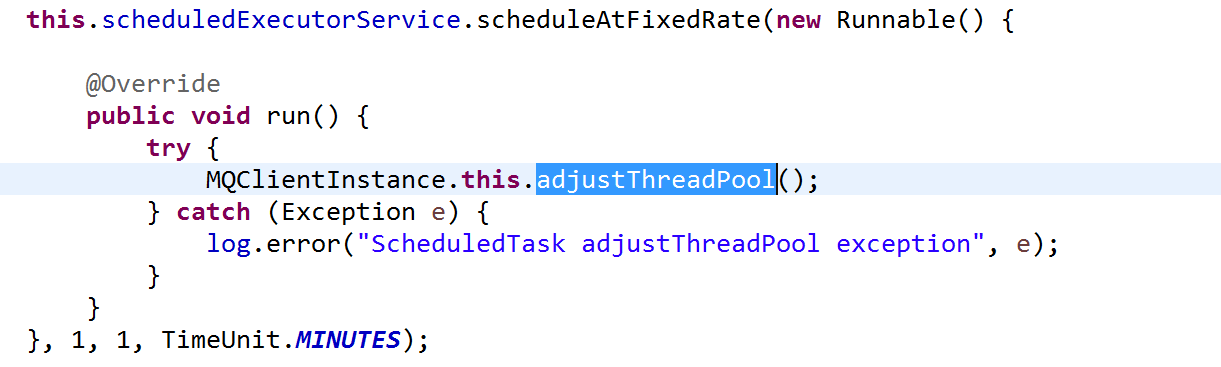 this.scheduledExecutorService.scheduleAtFixedRate(new Runnable() {
@Override
public void run() {
try {
MQClientInstance.this.adjustThreadPool();
} catch (Exception e) {
log.error("ScheduledTask adjustThreadPool exception", e);
}
}
}, 1, 1, TimeUnit.MINUTES);